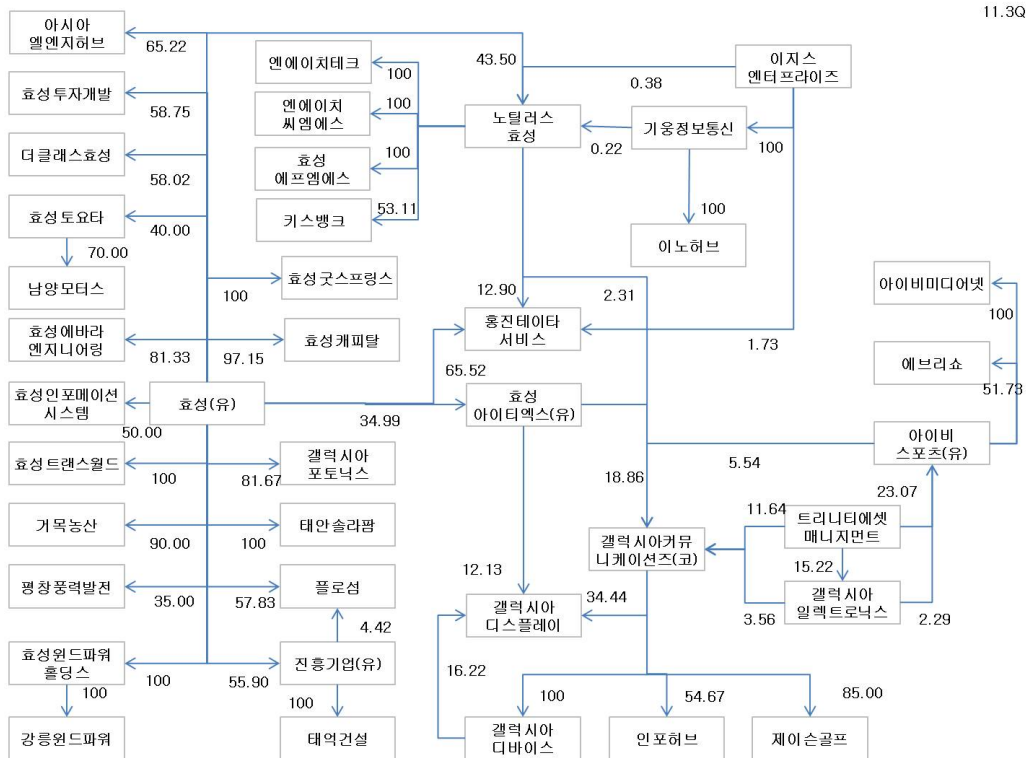 11.3Q
아시아
엘엔지허브
65.22
43.50
엔에이치테크
100
이지스
엔터프라이즈
0.38
효성투자개발
58.75
엔에이치
씨엠에스
100
노틸러스
효성
기웅정보통신
0.22
100
더클래스효성
58.02
효성
에프엠에스
100
효성토요타
40.00
키스뱅크
53.11
100
이노허브
70.00
남양모터스
효성굿스프링스
100
12.90
2.31
아이비미디어넷
100
효성에바라
엔지니어링
81.33
97.15
효성캐피탈
홍진테이타
서비스
1.73
에브리쇼
51.73
65.52
효성인포메이션
시스템
50.00
효성(유)
34.99
효성
아이티엑스(유)
아이비
스포츠(유)
5.54
효성트랜스월드
100
81.67
갤럭시아
포토닉스
18.86
23.07
11.64
트리니티에셋
매니지먼트
거목농산
90.00
100
태안솔라팜
갤럭시아커뮤
니케이션즈(코)
15.22
평창풍력발전
35.00
57.83
플로섬
12.13
34.44
갤럭시아
일렉트로닉스
3.56
2.29
갤럭시아
디스플레이
4.42
효성윈드파워
홀딩스
100
100
55.90
진흥기업(유)
100
16.22
100
54.67
85.00
강릉윈드파워
태억건설
갤럭시아
디바이스
인포허브
제이슨골프